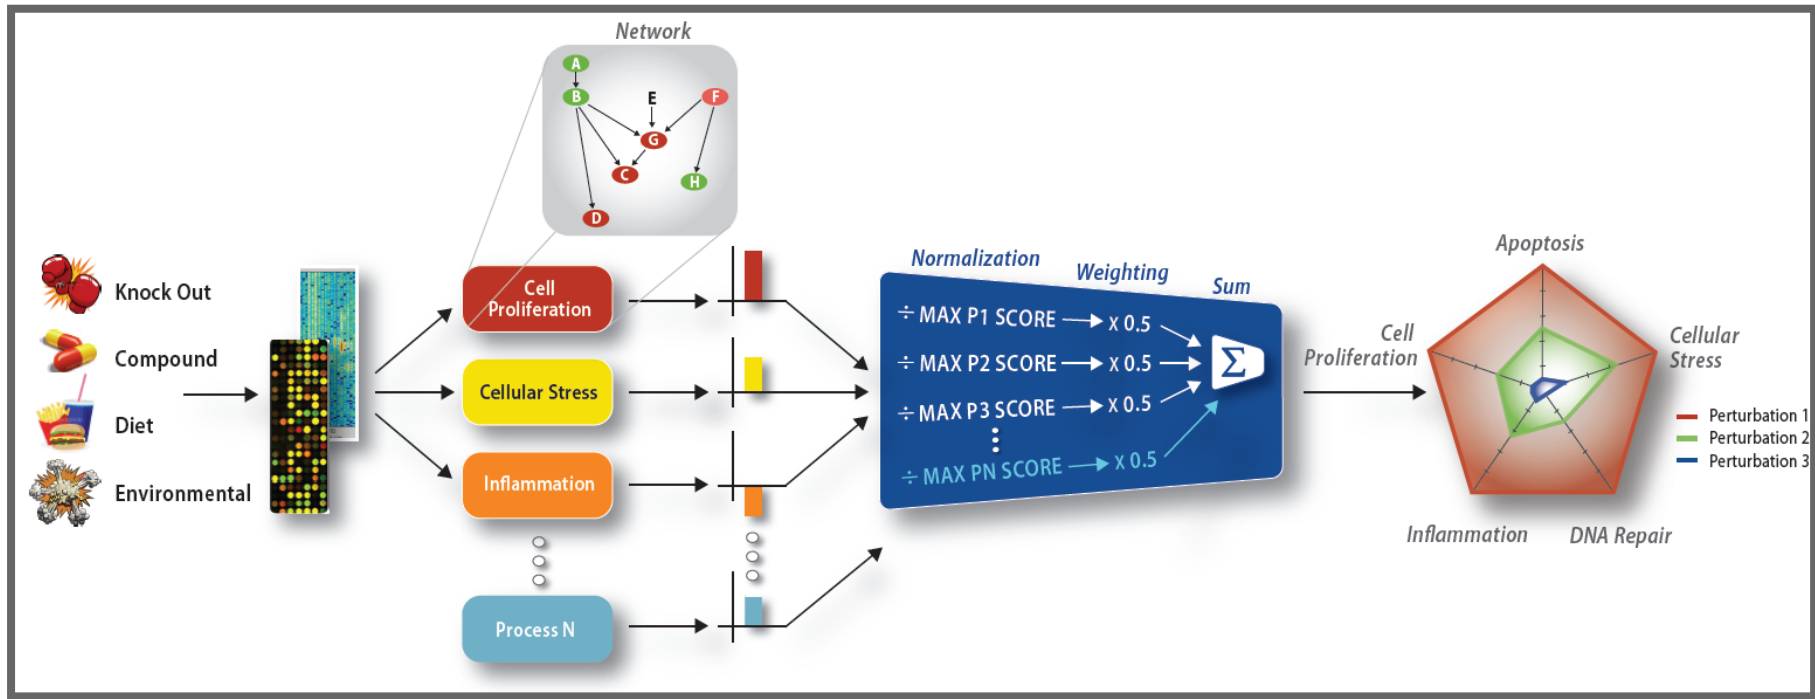 Network
A
B
E
F
G
C
H
D
Knock Out
Compound
Diet
Environmental
Cell
Proliferation
Cellular Stress
Inflammation
Process N
Normalization
Weighting
Sum
÷ MAX P1 SCORE
x 0.5
÷ MAX P2 SCORE
x 0.5
÷ MAX P3 SCORE
x 0.5
÷ MAX PN SCORE
x 0.5
Σ
Apoptosis
Cell
Proliferation
Cellular
Stress
Inflammation
DNA Repair
Perturbation 1
Perturbation 2
Perturbation 3